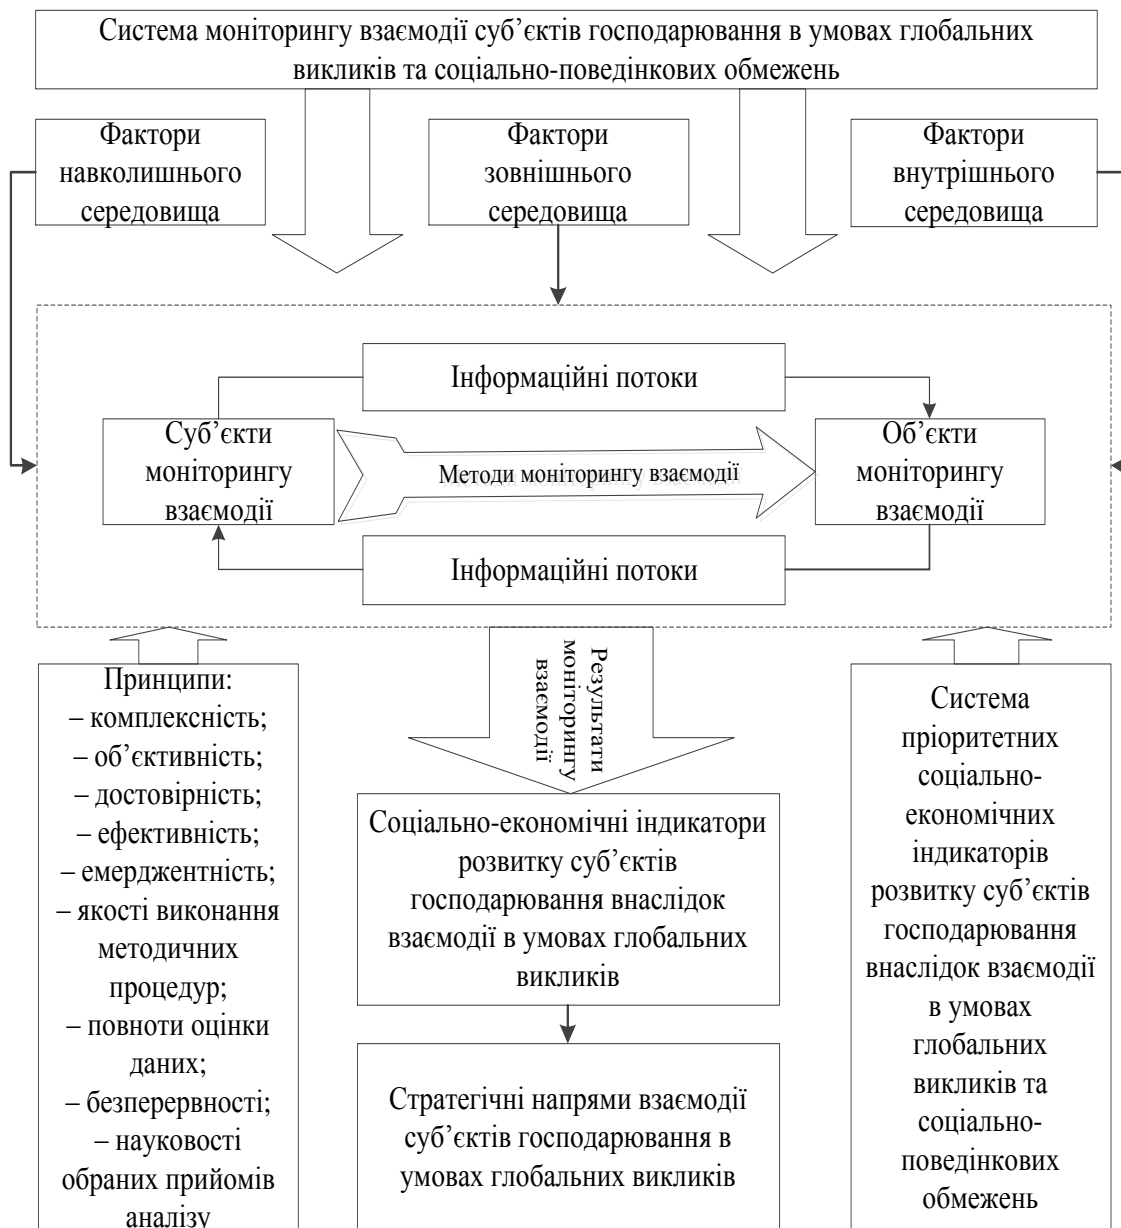 Система моніторингу взаємодії суб’єктів господарювання в умовах глобальних
викликів та соціально-поведінкових обмежень
Фактори
навколишнього
середовища
Фактори
зовнішнього
середовища
Фактори
внутрішнього
середовища
Інформаційні потоки
Суб’єкти
моніторингу
взаємодії
Методи моніторингу взаємодії
Об’єкти
моніторингу
взаємодії
Інформаційні потоки
Принципи:
– комплексність;
– об’єктивність;
– достовірність;
– ефективність;
– емерджентність;
– якості виконання
методичних
процедур;
– повноти оцінки
даних;
– безперервності;
– науковості
обраних прийомів
аналізу
Результати
моніторингу
взаємодії
Соціально-економічні індикатори
розвитку суб’єктів
господарювання внаслідок
взаємодії в умовах глобальних
викликів
Стратегічні напрями взаємодії
суб’єктів господарювання в
умовах глобальних викликів
Система
пріоритетних
соціально-
економічних
індикаторів
розвитку суб’єктів
господарювання
внаслідок взаємодії
в умовах
глобальних
викликів та
соціально-
поведінкових
обмежень